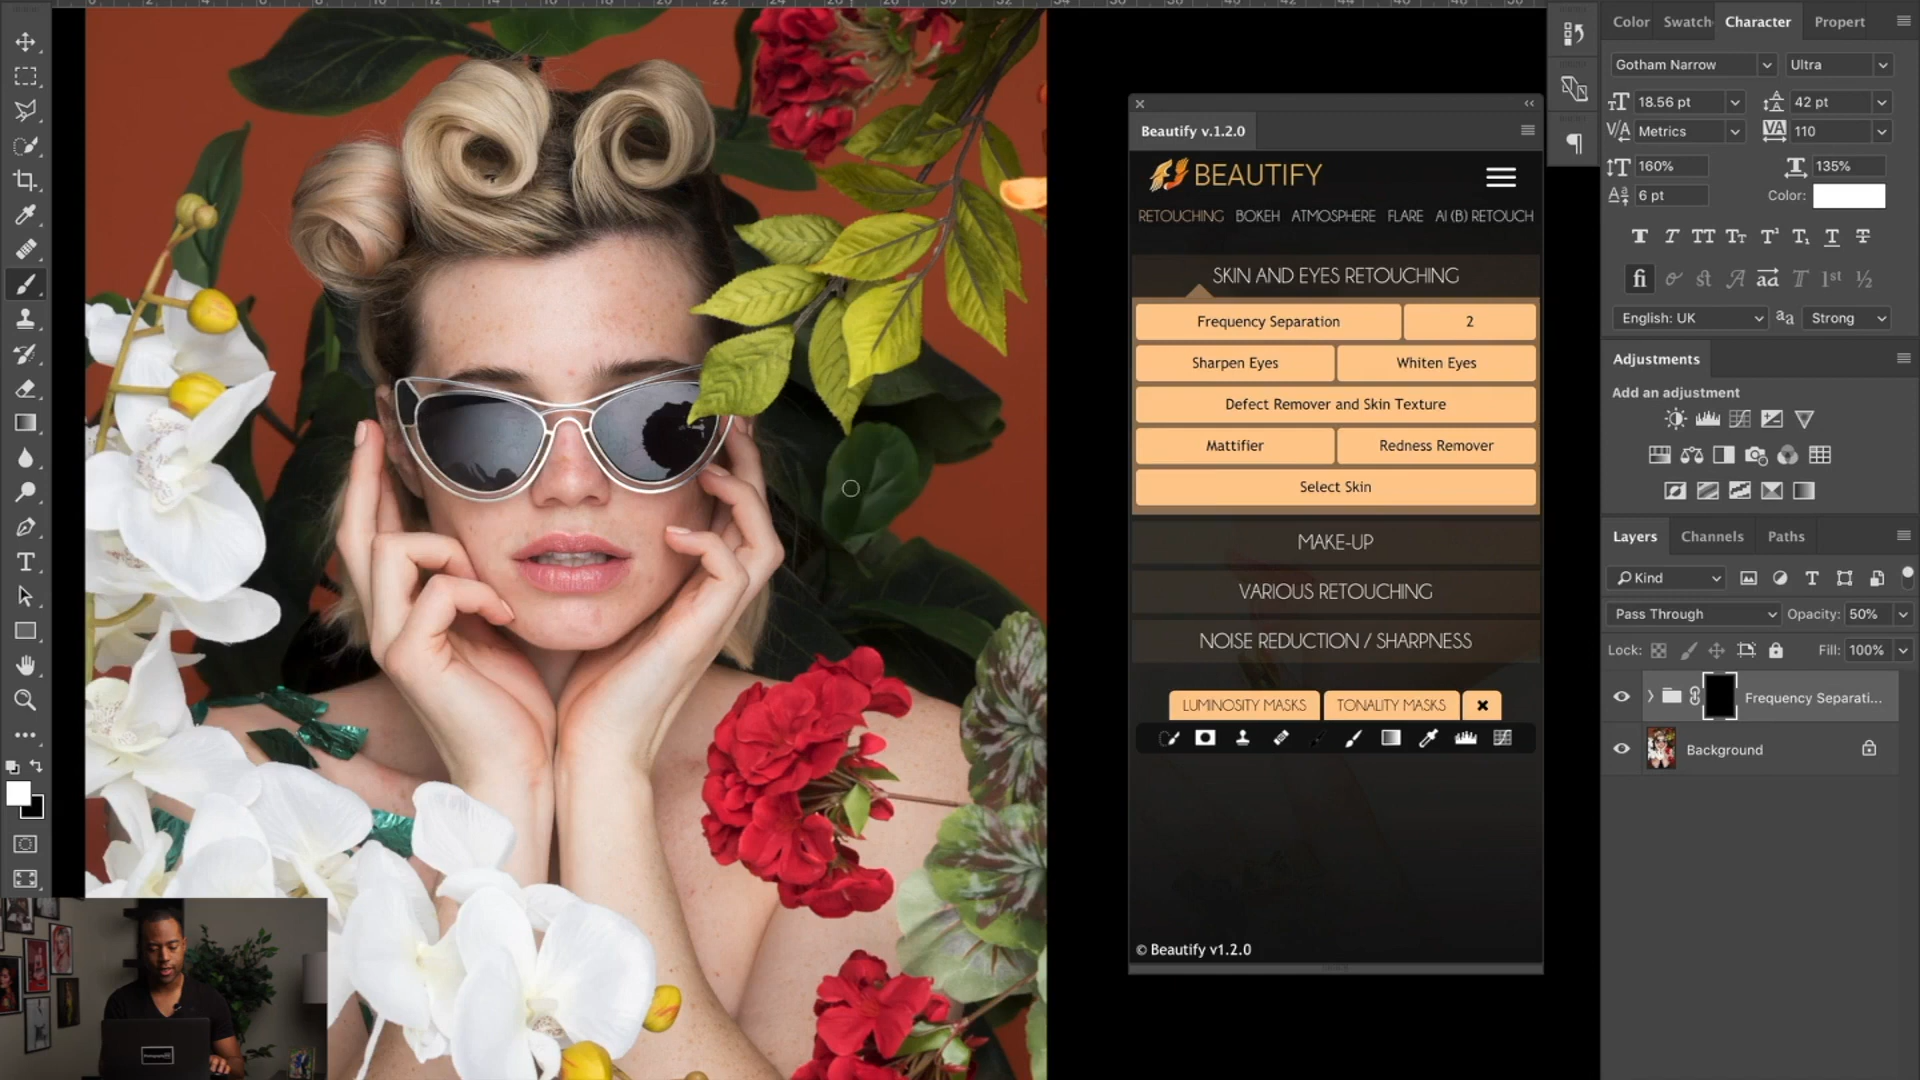 Color Swatch Character Propert
Gotham Narrow Ultra
18.56 pt 42 pt
Metrics 110
160% 135%
6 pt Color:
English: UK Strong
Adjustments
Add an adjustment
Layers Channels Paths
Kind
Pass Through Opacity: 50%
Lock: Fill: 100%
Frequency Separati...
Background
Beautify v.1.2.0
BEAUTIFY
RETOUCHING BOKEH ATMOSPHERE FLARE AI (B) RETOUCH
SKIN AND EYES RETOUCHING
Frequency Separation 2
Sharpen Eyes Whiten Eyes
Defect Remover and Skin Texture
Mattifier Redness Remover
Select Skin
MAKE-UP
VARIOUS RETOUCHING
NOISE REDUCTION / SHARPNESS
LUMINOSITY MASKS TONALITY MASKS
© Beautify v1.2.0